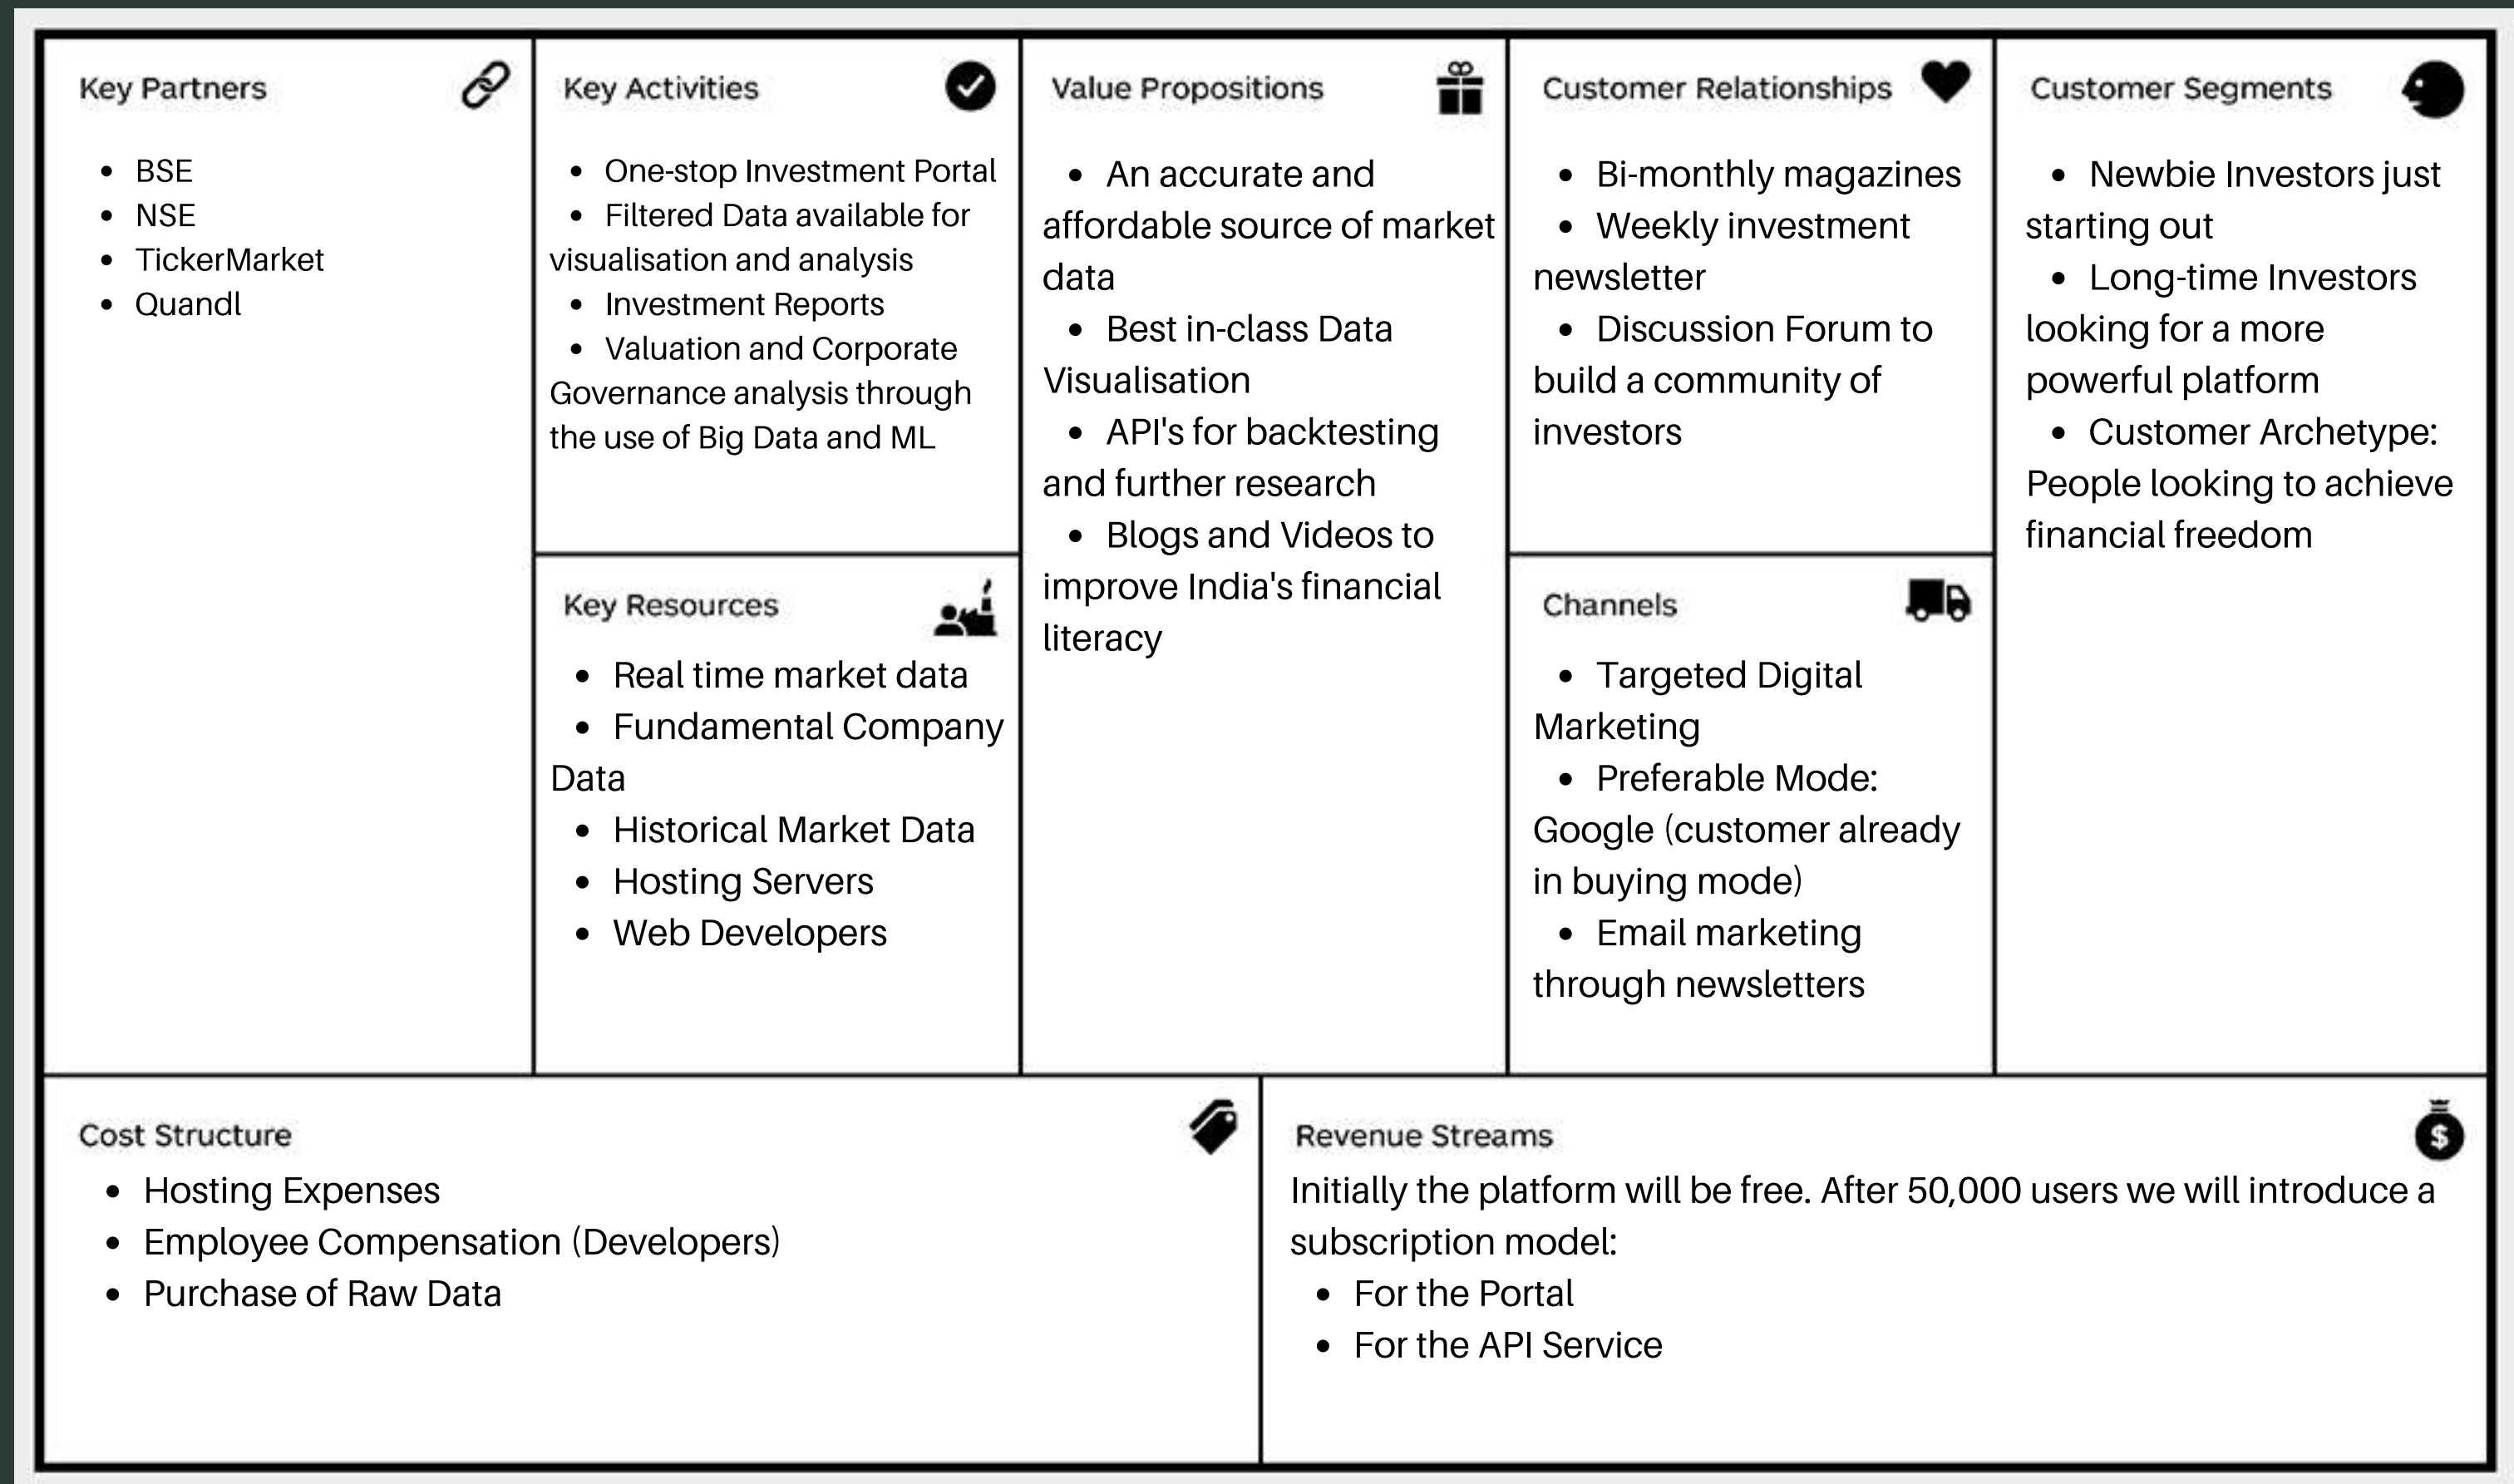 Key Partners
• BSE
• NSE
• TickerMarket
• Quandl
Key Activities
• One-stop Investment Portal
• Filtered Data available for
visualisation and analysis
• Investment Reports
• Valuation and Corporate
Governance analysis through
the use of Big Data and ML
Key Resources
• Real time market data
• Fundamental Company
Data
• Historical Market Data
• Hosting Servers
• Web Developers
Value Propositions
• An accurate and
affordable source of market
data
• Best in-class Data
Visualisation
• API's for backtesting
and further research
• Blogs and Videos to
improve India's financial
literacy
Customer Relationships
• Bi-monthly magazines
• Weekly investment
newsletter
• Discussion Forum to
build a community of
investors
Channels
• Targeted Digital
Marketing
• Preferable Mode:
Google (customer already
in buying mode)
• Email marketing
through newsletters
Customer Segments
• Newbie Investors just
starting out
• Long-time Investors
looking for a more
powerful platform
• Customer Archetype:
People looking to achieve
financial freedom
Cost Structure
• Hosting Expenses
• Employee Compensation (Developers)
• Purchase of Raw Data
Revenue Streams
$
Initially the platform will be free. After 50,000 users we will introduce a
subscription model:
• For the Portal
• For the API Service